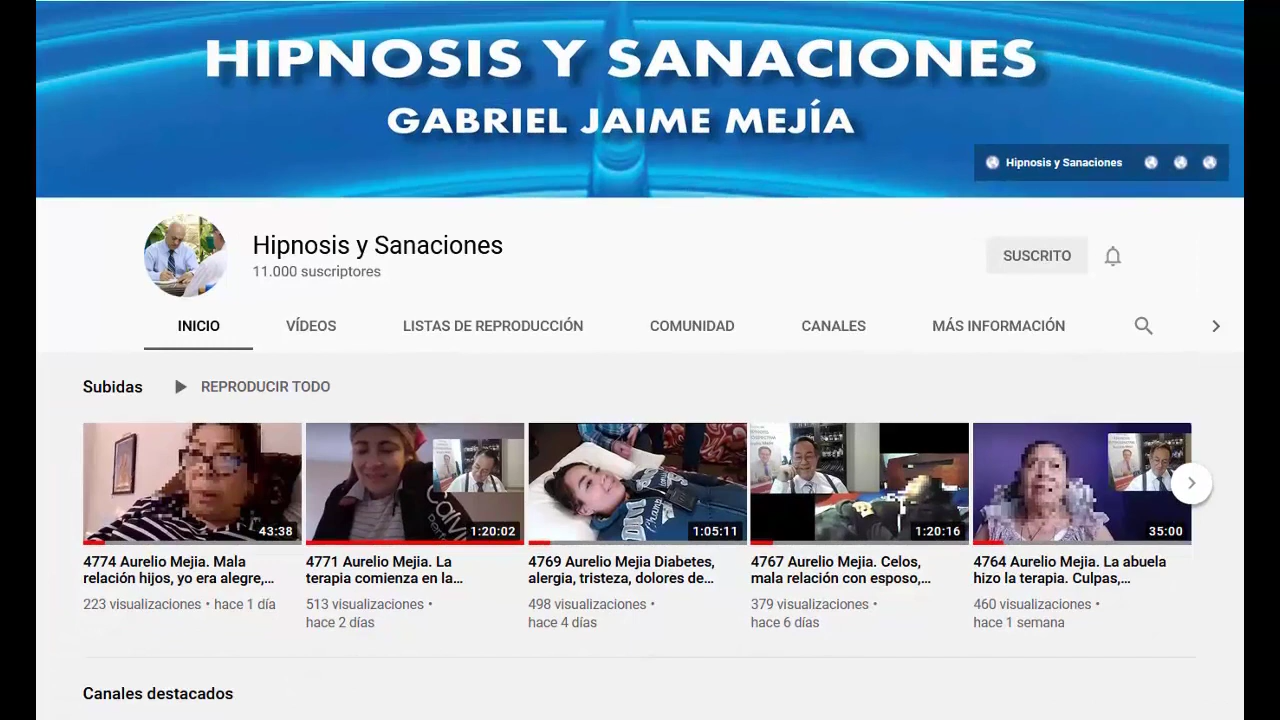 HIPNOSIS Y SANACIONES
GABRIEL JAIME MEJÍA
Hipnosis y Sanaciones
Hipnosis y Sanaciones
11.000 suscriptores
SUSCRITO
INICIO
VÍDEOS
LISTAS DE REPRODUCCIÓN
COMUNIDAD
CANALES
MÁS INFORMACIÓN
Subidas
REPRODUCIR TODO
43:38
4774 Aurelio Mejia. Mala
relación hijos, yo era alegre,...
223 visualizaciones • hace 1 día
1:20:02
4771 Aurelio Mejia. La
terapia comienza en la...
513 visualizaciones •
hace 2 días
1:05:11
4769 Aurelio Mejia Diabetes,
alergia, tristeza, dolores de...
498 visualizaciones •
hace 4 días
1:20:16
4767 Aurelio Mejia. Celos,
mala relación con esposo,...
379 visualizaciones •
hace 6 días
35:00
4764 Aurelio Mejia. La abuela
hizo la terapia. Culpas,...
460 visualizaciones •
hace 1 semana
Canales destacados